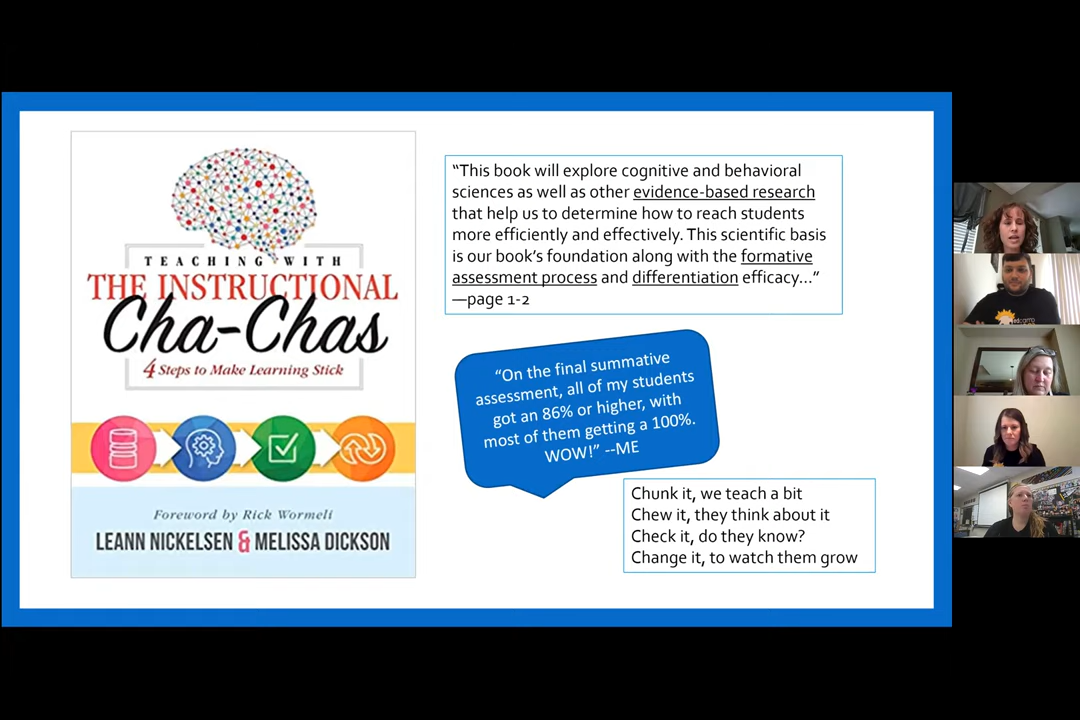 TEACHING WITH
THE INSTRUCTIONAL
Cha-Chas
4 Steps to Make Learning Stick
Foreword by Rick Wormeli
LEANN NICKELSEN & MELISSA DICKSON
“This book will explore cognitive and behavioral
sciences as well as other evidence-based research
that help us to determine how to reach students
more efficiently and effectively. This scientific basis
is our book’s foundation along with the formative
assessment process and differentiation efficacy…”
—page 1-2
“On the final summative
assessment, all of my students
got an 86% or higher, with
most of them getting a 100%.
WOW!” --ME
Chunk it, we teach a bit
Chew it, they think about it
Check it, do they know?
Change it, to watch them grow